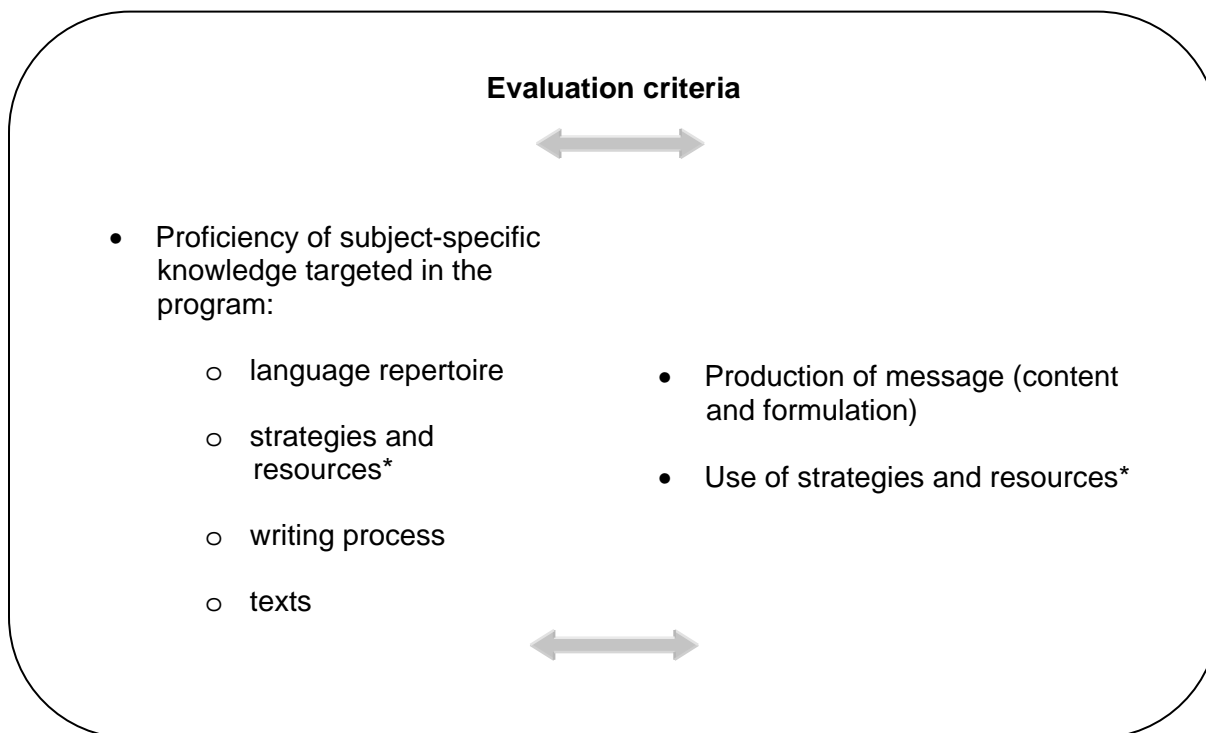 Evaluation criteria
• Proficiency of subject-specific
knowledge targeted in the
program:
o language repertoire
o strategies and
resources*
o writing process
o texts
• Production of message (content
and formulation)
• Use of strategies and resources*